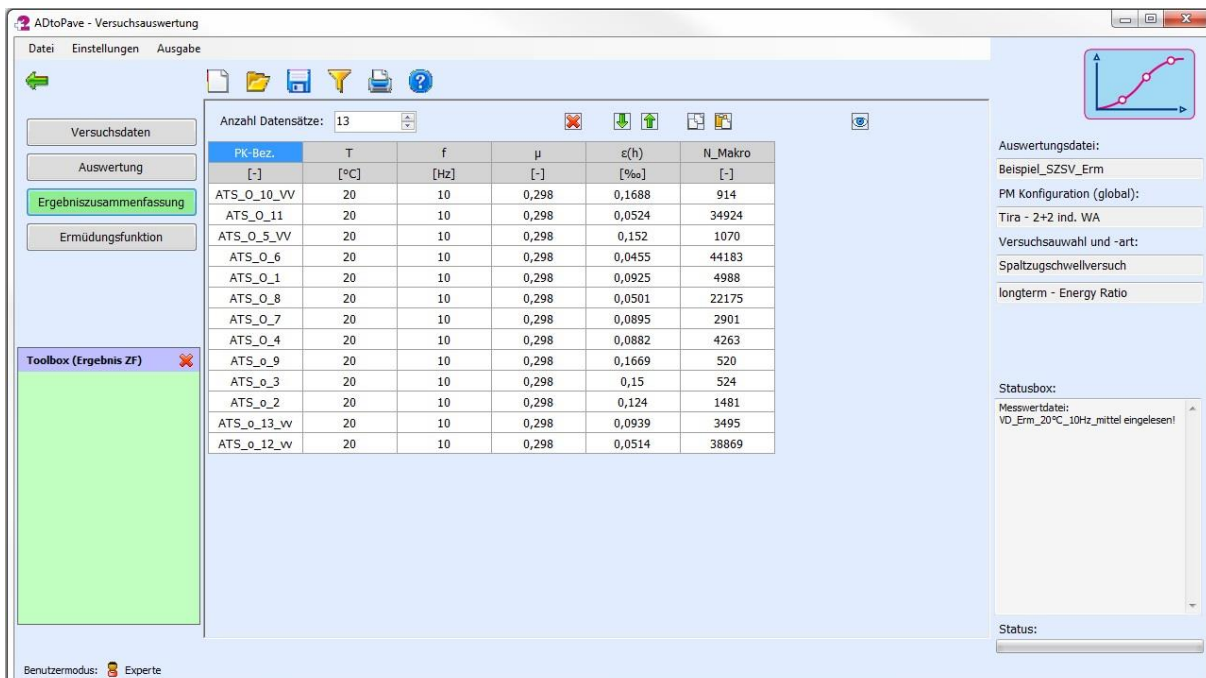 ADtoPave - Versuchsauswertung
Datei Einstellungen Ausgabe
Versuchsdaten
Auswertung
Ergebniszusammenfassung
Ermüdungsfunktion
Toolbox (Ergebnis ZF)
Anzahl Datensätze: 13
PK-Bez. T f µ ε(h) N_Makro
[-] [°C] [Hz] [-] [‰] [-]
ATS_O_10_VV 20 10 0,298 0,1688 914
ATS_O_11 20 10 0,298 0,0524 34924
ATS_O_5_VV 20 10 0,298 0,152 1070
ATS_O_6 20 10 0,298 0,0455 44183
ATS_O_1 20 10 0,298 0,0925 4988
ATS_O_8 20 10 0,298 0,0501 22175
ATS_O_7 20 10 0,298 0,0895 2901
ATS_O_4 20 10 0,298 0,0882 4263
ATS_o_9 20 10 0,298 0,1669 520
ATS_o_3 20 10 0,298 0,15 524
ATS_o_2 20 10 0,298 0,124 1481
ATS_o_13_vv 20 10 0,298 0,0939 3495
ATS_o_12_vv 20 10 0,298 0,0514 38869
Auswertungsdatei:
Beispiel_SZSV_Erm
PM Konfiguration (global):
Tira - 2+2 ind. WA
Versuchsauwahl und -art:
Spaltzugschwellversuch
longterm - Energy Ratio
Statusbox:
Messwertdatei:
VD_Erm_20°C_10Hz_mittel eingelesen!
Status:
Benutzermodus: Experte